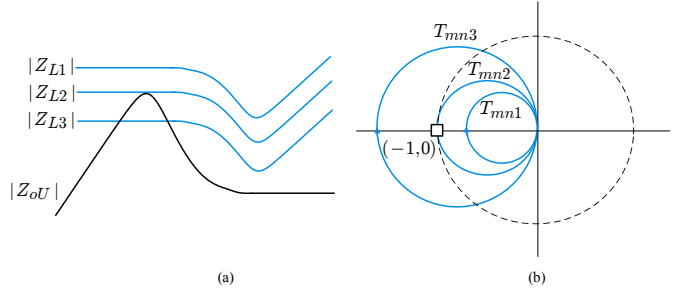 |Z_{L1}|
|Z_{L2}|
|Z_{L3}|
|Z_{oU}|
(a)
T_{mn3}
T_{mn2}
T_{mn1}
(−1,0)
(b)